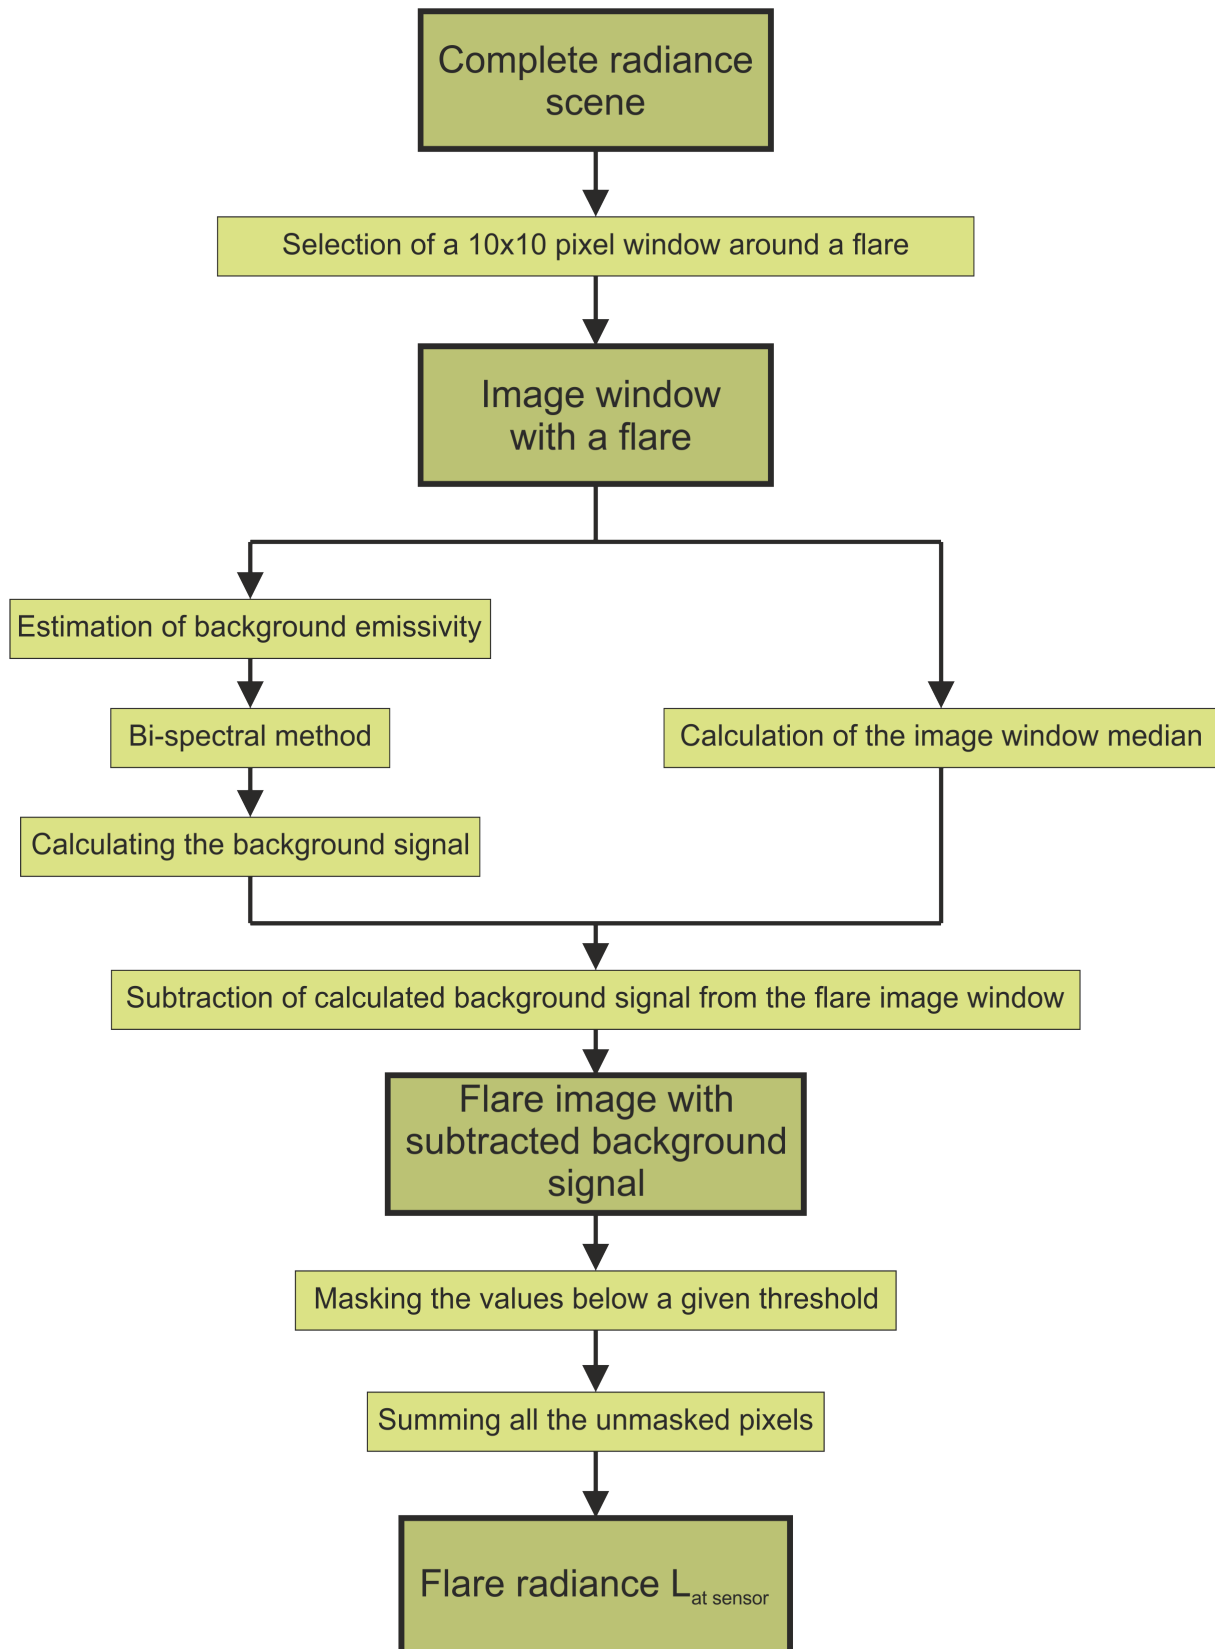 Complete radiance
scene
Selection of a 10x10 pixel window around a flare
Image window
with a flare
Estimation of background emissivity
Bi-spectral method
Calculation of the image window median
Calculating the background signal
Subtraction of calculated background signal from the flare image window
Flare image with
subtracted background
signal
Masking the values below a given threshold
Summing all the unmasked pixels
Flare radiance L at sensor